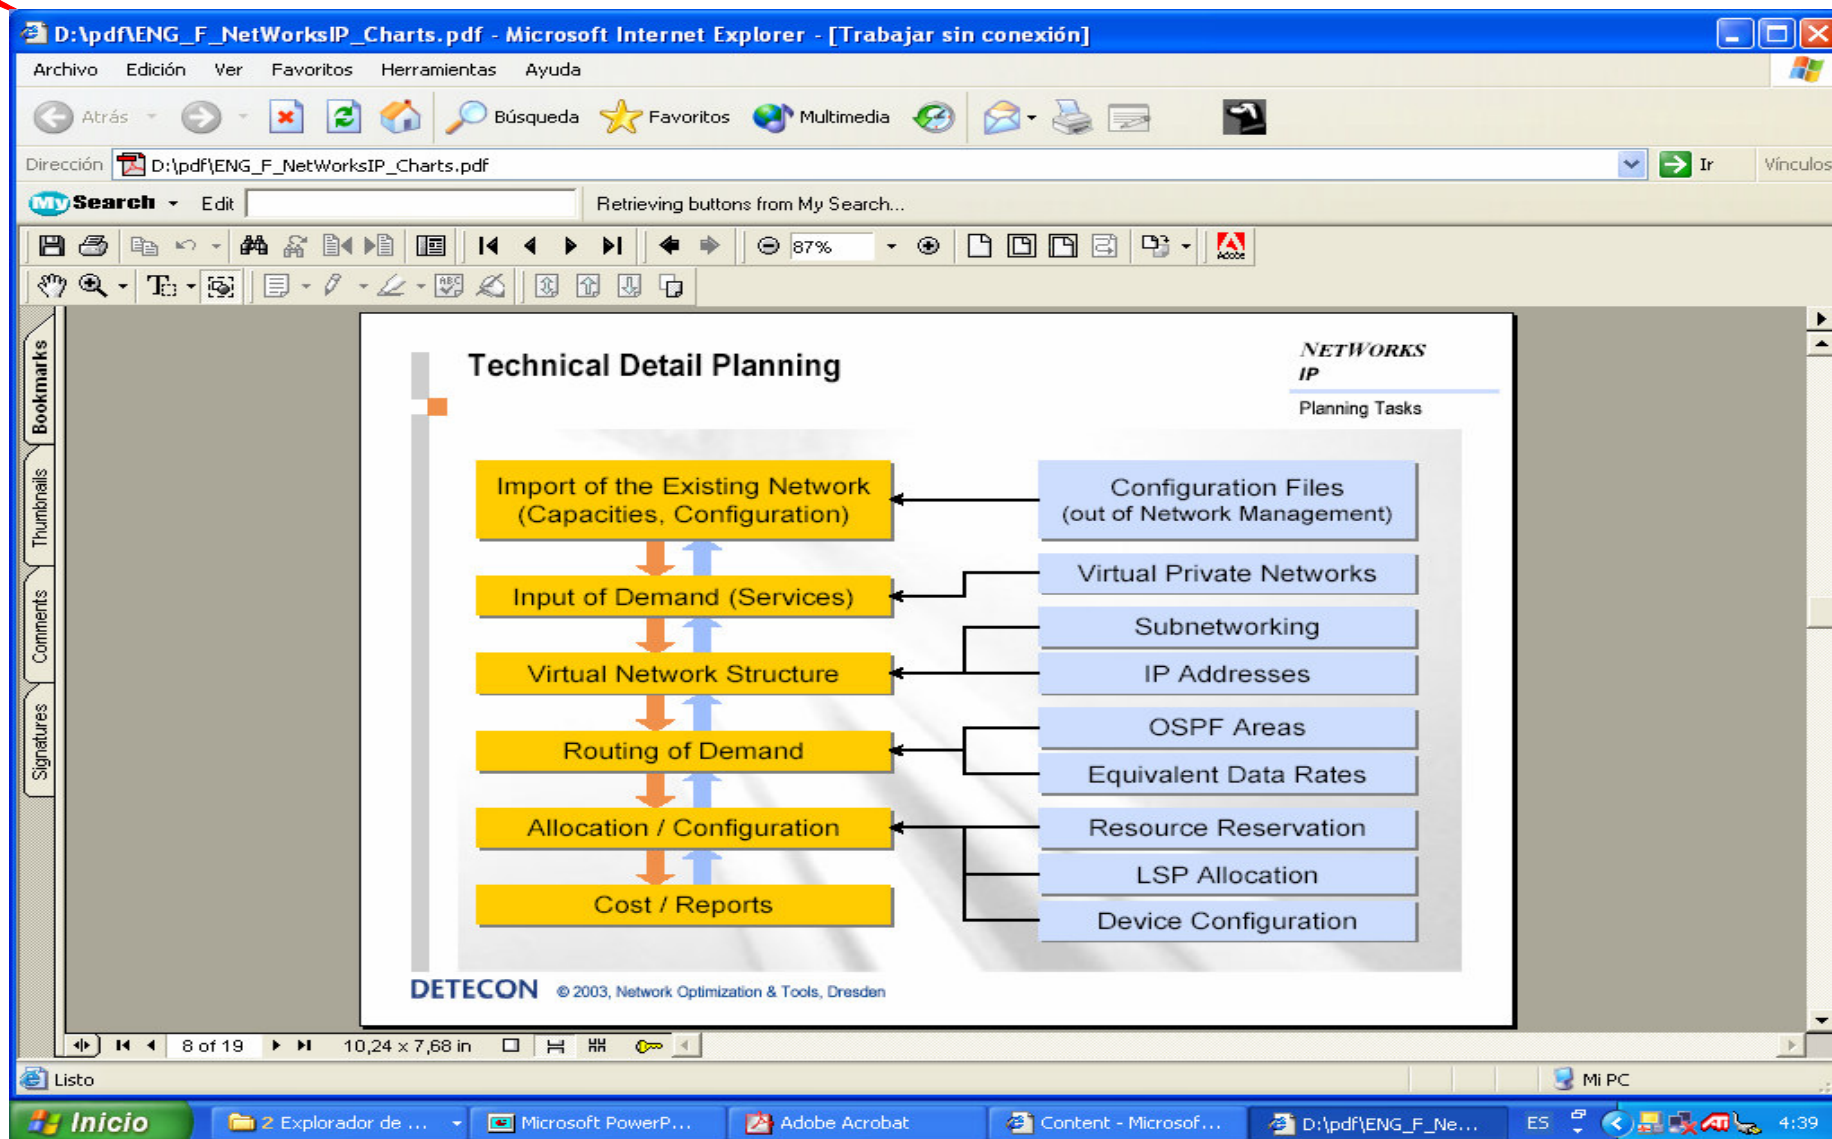 D:\pdf\ENG_F_NetWorksIP_Charts.pdf - Microsoft Internet Explorer - [Trabajar sin conexión]
Archivo Edición Ver Favoritos Herramientas Ayuda
Atrás Búsqueda Favoritos Multimedia
Dirección D:\pdf\ENG_F_NetWorksIP_Charts.pdf Ir Vínculos
My Search Edit Retrieving buttons from My Search...
87% Adobe
T ABC
Bookmarks
Thumbnails
Comments
Signatures
Technical Detail Planning
NETWORKS
IP
Planning Tasks
Import of the Existing Network
(Capacities, Configuration)
Configuration Files
(out of Network Management)
Virtual Private Networks
Input of Demand (Services)
Subnetworking
Virtual Network Structure
IP Addresses
OSPF Areas
Routing of Demand
Equivalent Data Rates
Allocation / Configuration
Resource Reservation
LSP Allocation
Cost / Reports
Device Configuration
DETECON © 2003, Network Optimization & Tools, Dresden
8 of 19 10,24 x 7,68 in
Listo Mi PC
Inicio 2 Explorador de ... Microsoft PowerP... Adobe Acrobat Content - Microsof... D:\pdf\ENG_F_Ne... ES 4:39